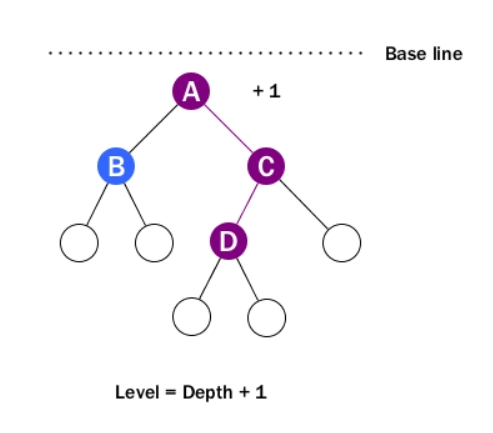 Base line
A
+ 1
B
C
D
Level = Depth + 1